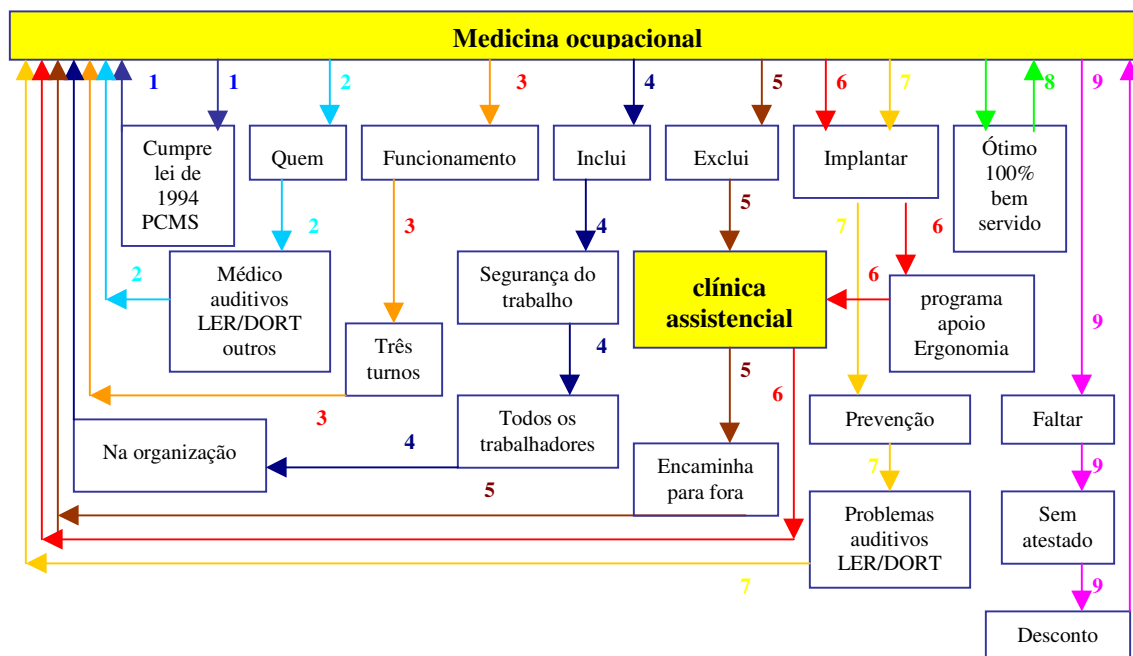 Medicina ocupacional
1
1
2
3
4
5
6
7
8
9
Cumpre
lei de
1994
PCMS
Quem
Funcionamento
Inclui
Exclui
Implantar
Ótimo
100%
bem
servido
2
3
4
5
7
6
2
Médico
auditivos
LER/DORT
outros
Segurança do
trabalho
clínica
assistencial
6
programa
apoio
Ergonomia
Três
turnos
4
5
6
9
3
Na organização
4
Todos os
trabalhadores
Prevenção
Faltar
5
Encaminha
para fora
7
9
Problemas
auditivos
LER/DORT
Sem
atestado
7
9
Desconto